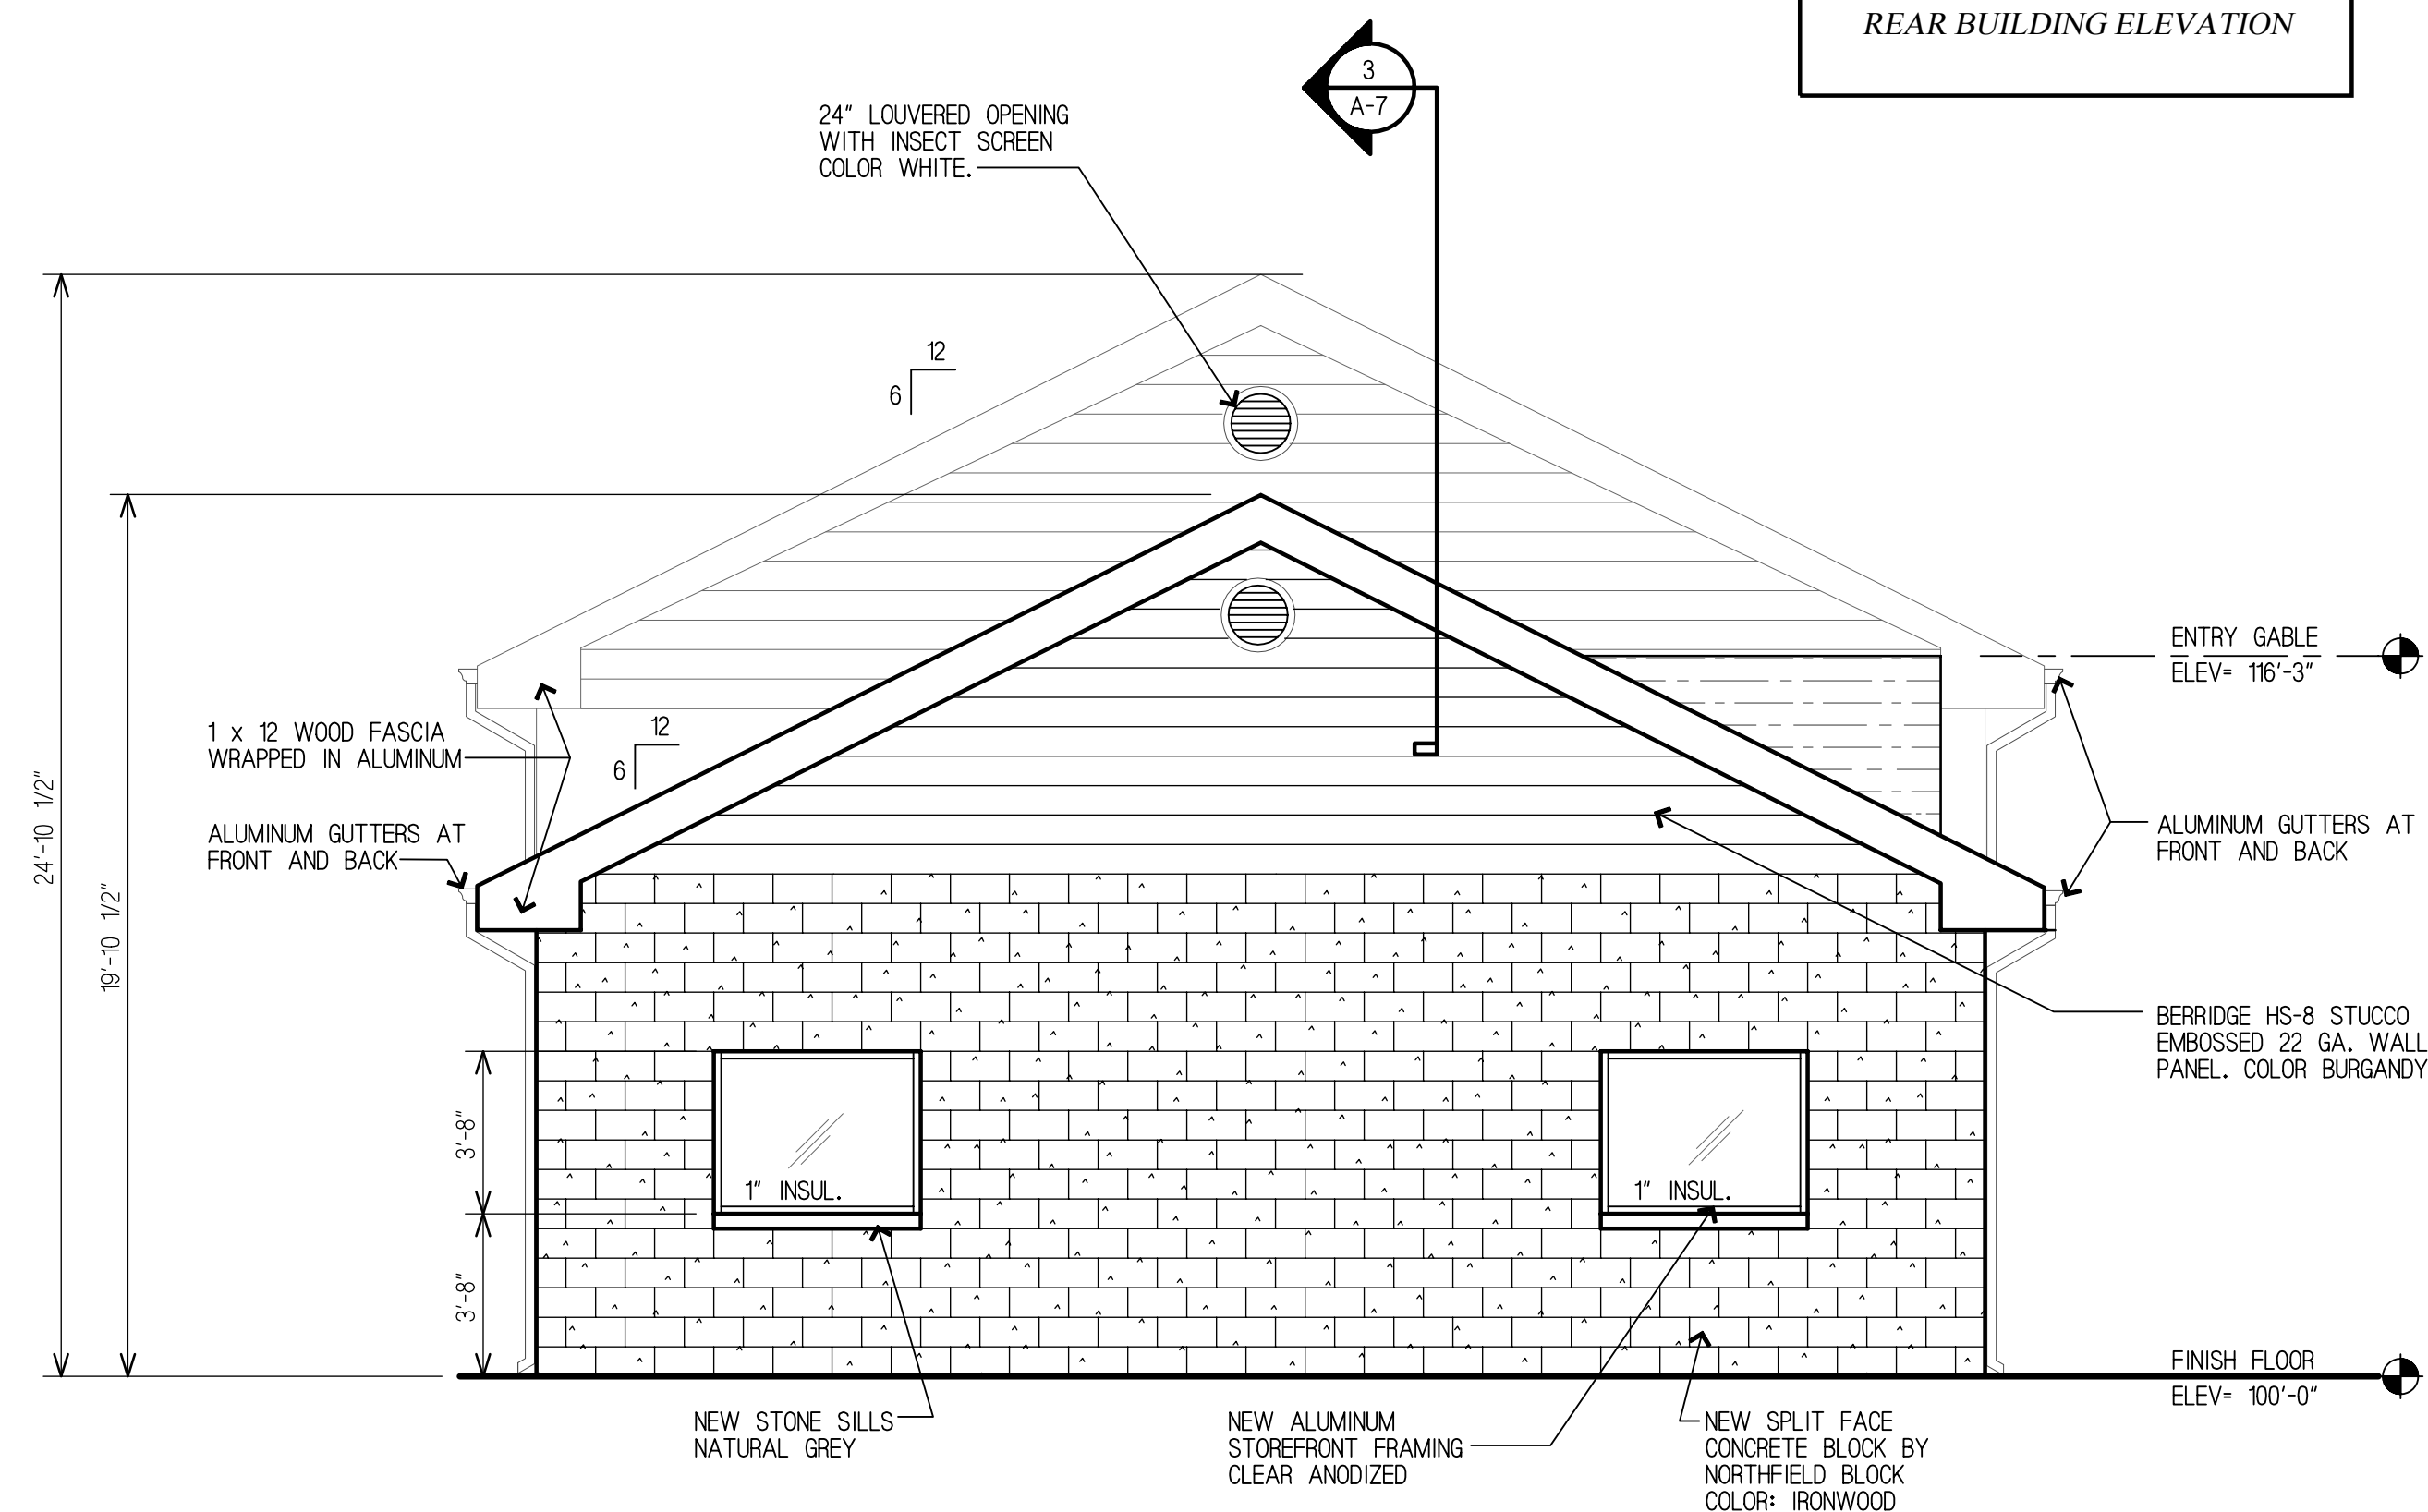 REAR BUILDING ELEVATION
3
A-7
24" LOUVERED OPENING
WITH INSECT SCREEN
COLOR WHITE.
12
6
ENTRY GABLE
ELEV= 116'-3"
1 x 12 WOOD FASCIA
WRAPPED IN ALUMINUM
12
6
24'-10 1/2"
19'-10 1/2"
ALUMINUM GUTTERS AT
FRONT AND BACK
ALUMINUM GUTTERS AT
FRONT AND BACK
BERRIDGE HS-8 STUCCO
EMBOSSED 22 GA. WALL
PANEL. COLOR BURGANDY
3'-8"
3'-8"
1" INSUL.
1" INSUL.
FINISH FLOOR
ELEV= 100'-0"
NEW STONE SILLS
NATURAL GREY
NEW ALUMINUM
STOREFRONT FRAMING
CLEAR ANODIZED
NEW SPLIT FACE
CONCRETE BLOCK BY
NORTHFIELD BLOCK
COLOR: IRONWOOD